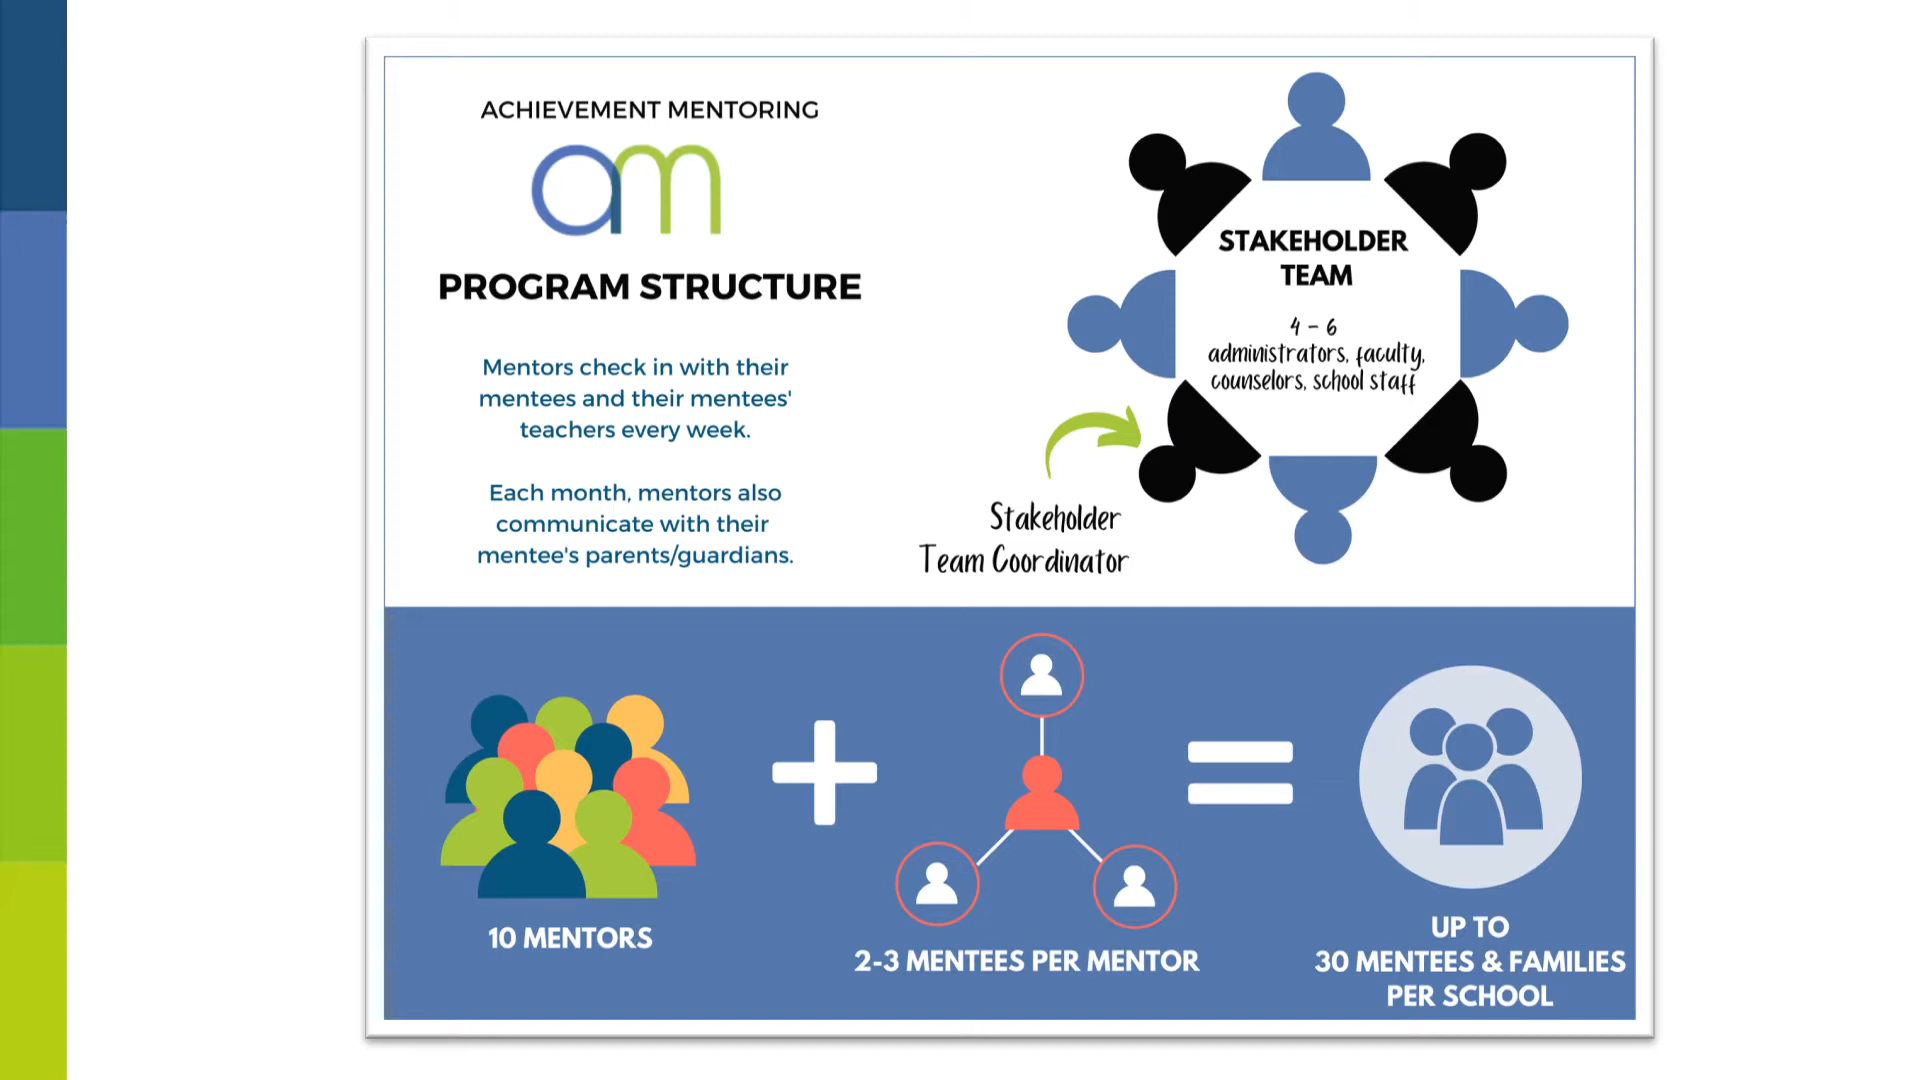 ACHIEVEMENT MENTORING
am
PROGRAM STRUCTURE
Mentors check in with their
mentees and their mentees'
teachers every week.
Each month, mentors also
communicate with their
mentee's parents/guardians.
STAKEHOLDER
TEAM
4 - 6
administrators, faculty,
counselors, school staff
Stakeholder
Team Coordinator
10 MENTORS
2-3 MENTEES PER MENTOR
UP TO
30 MENTEES & FAMILIES
PER SCHOOL